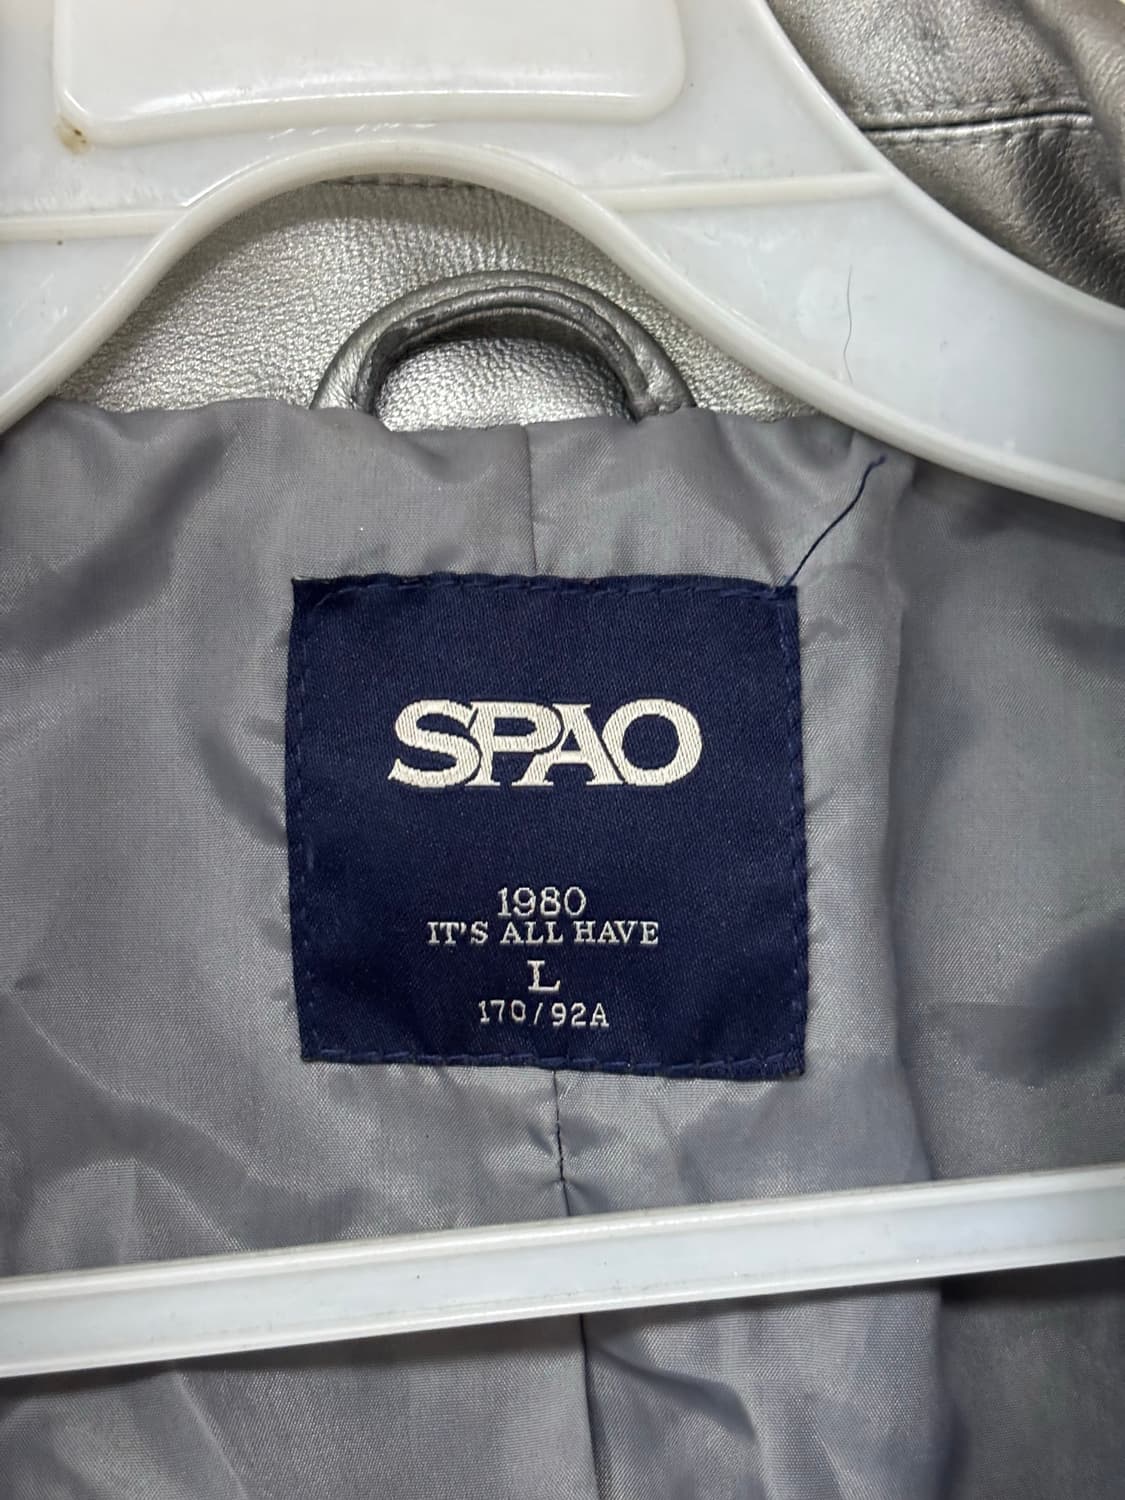 SPAO
1980
IT'S ALL HAVE
L
170/92A